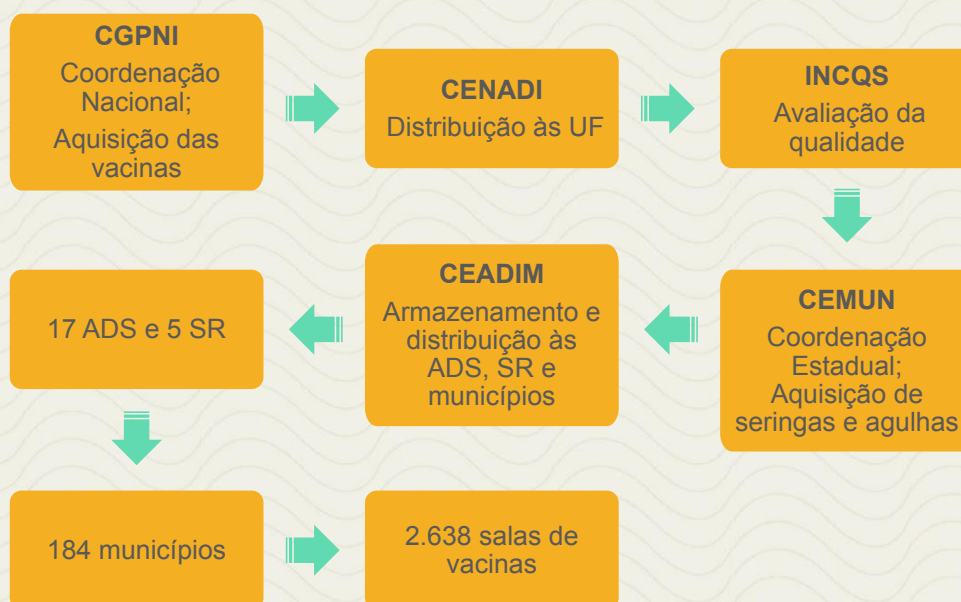 CGPNI
Coordenação
Nacional;
Aquisição das
vacinas
CENADI
Distribuição às UF
INCQS
Avaliação da
qualidade
CEMUN
Coordenação
Estadual;
Aquisição de
seringas e agulhas
CEADIM
Armazenamento e
distribuição às
ADS, SR e
municípios
17 ADS e 5 SR
184 municípios
2.638 salas de
vacinas